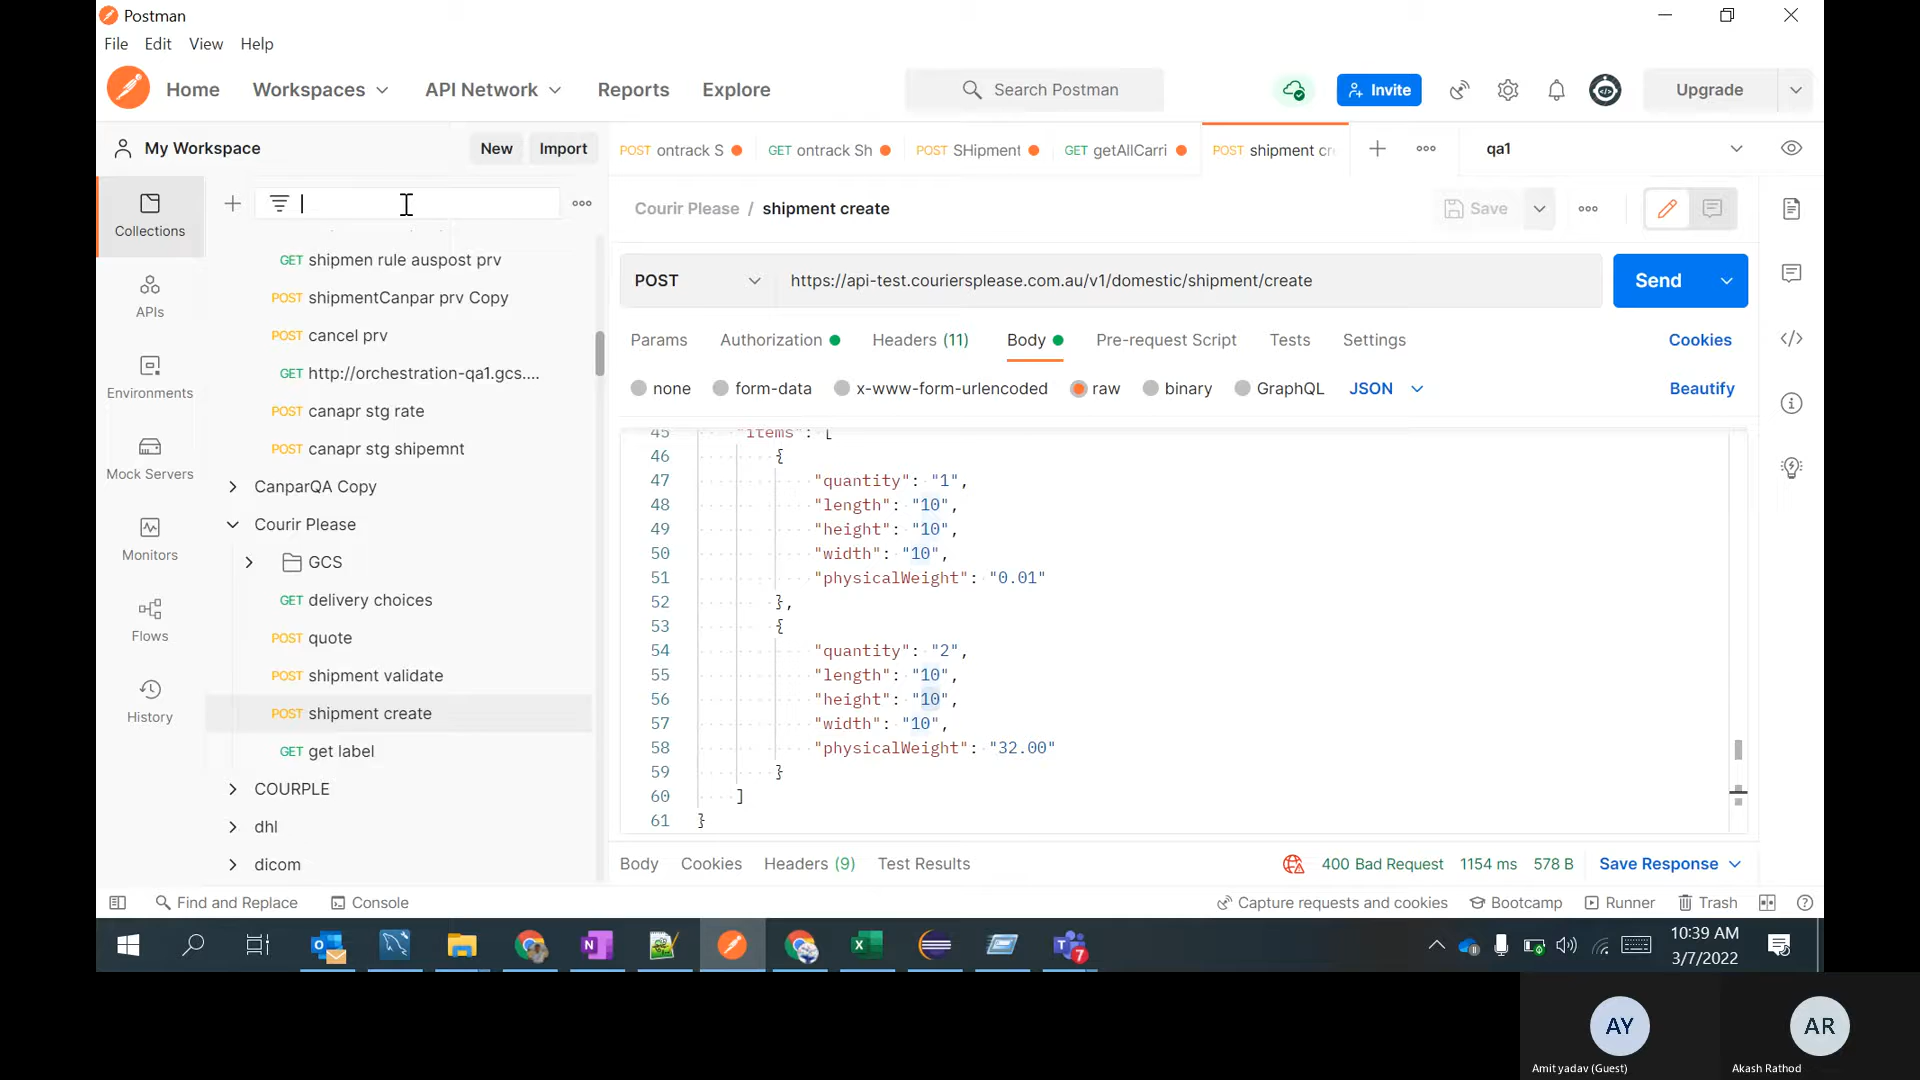 Postman
File Edit View Help
Home Workspaces API Network Reports Explore Search Postman Invite Upgrade
My Workspace New Import
POST ontrack S GET ontrack Sh POST SHipment GET getAllCarri POST shipment cr qa1
Collections
APIs
Environments
Mock Servers
Monitors
Flows
History
GET shipmen rule auspost prv
POST shipmentCanpar prv Copy
POST cancel prv
GET http://orchestration-qa1.gcs....
POST canapr stg rate
POST canapr stg shipemnt
CanparQA Copy
Courir Please
GCS
GET delivery choices
POST quote
POST shipment validate
POST shipment create
GET get label
COURPLE
dhl
dicom
Courir Please / shipment create Save
POST https://api-test.couriersplease.com.au/v1/domestic/shipment/create Send
Params Authorization Headers (11) Body Pre-request Script Tests Settings Cookies
none form-data x-www-form-urlencoded raw binary GraphQL JSON Beautify
45 "items": [
46 {
47 "quantity": "1",
48 "length": "10",
49 "height": "10",
50 "width": "10",
51 "physicalWeight": "0.01"
52 },
53 {
54 "quantity": "2",
55 "length": "10",
56 "height": "10",
57 "width": "10",
58 "physicalWeight": "32.00"
59 }
60 ]
61 }
Body Cookies Headers (9) Test Results 400 Bad Request 1154 ms 578 B Save Response
Find and Replace Console Capture requests and cookies Bootcamp Runner Trash
10:39 AM
3/7/2022
7
AY AR
Amit yadav (Guest) Akash Rathod